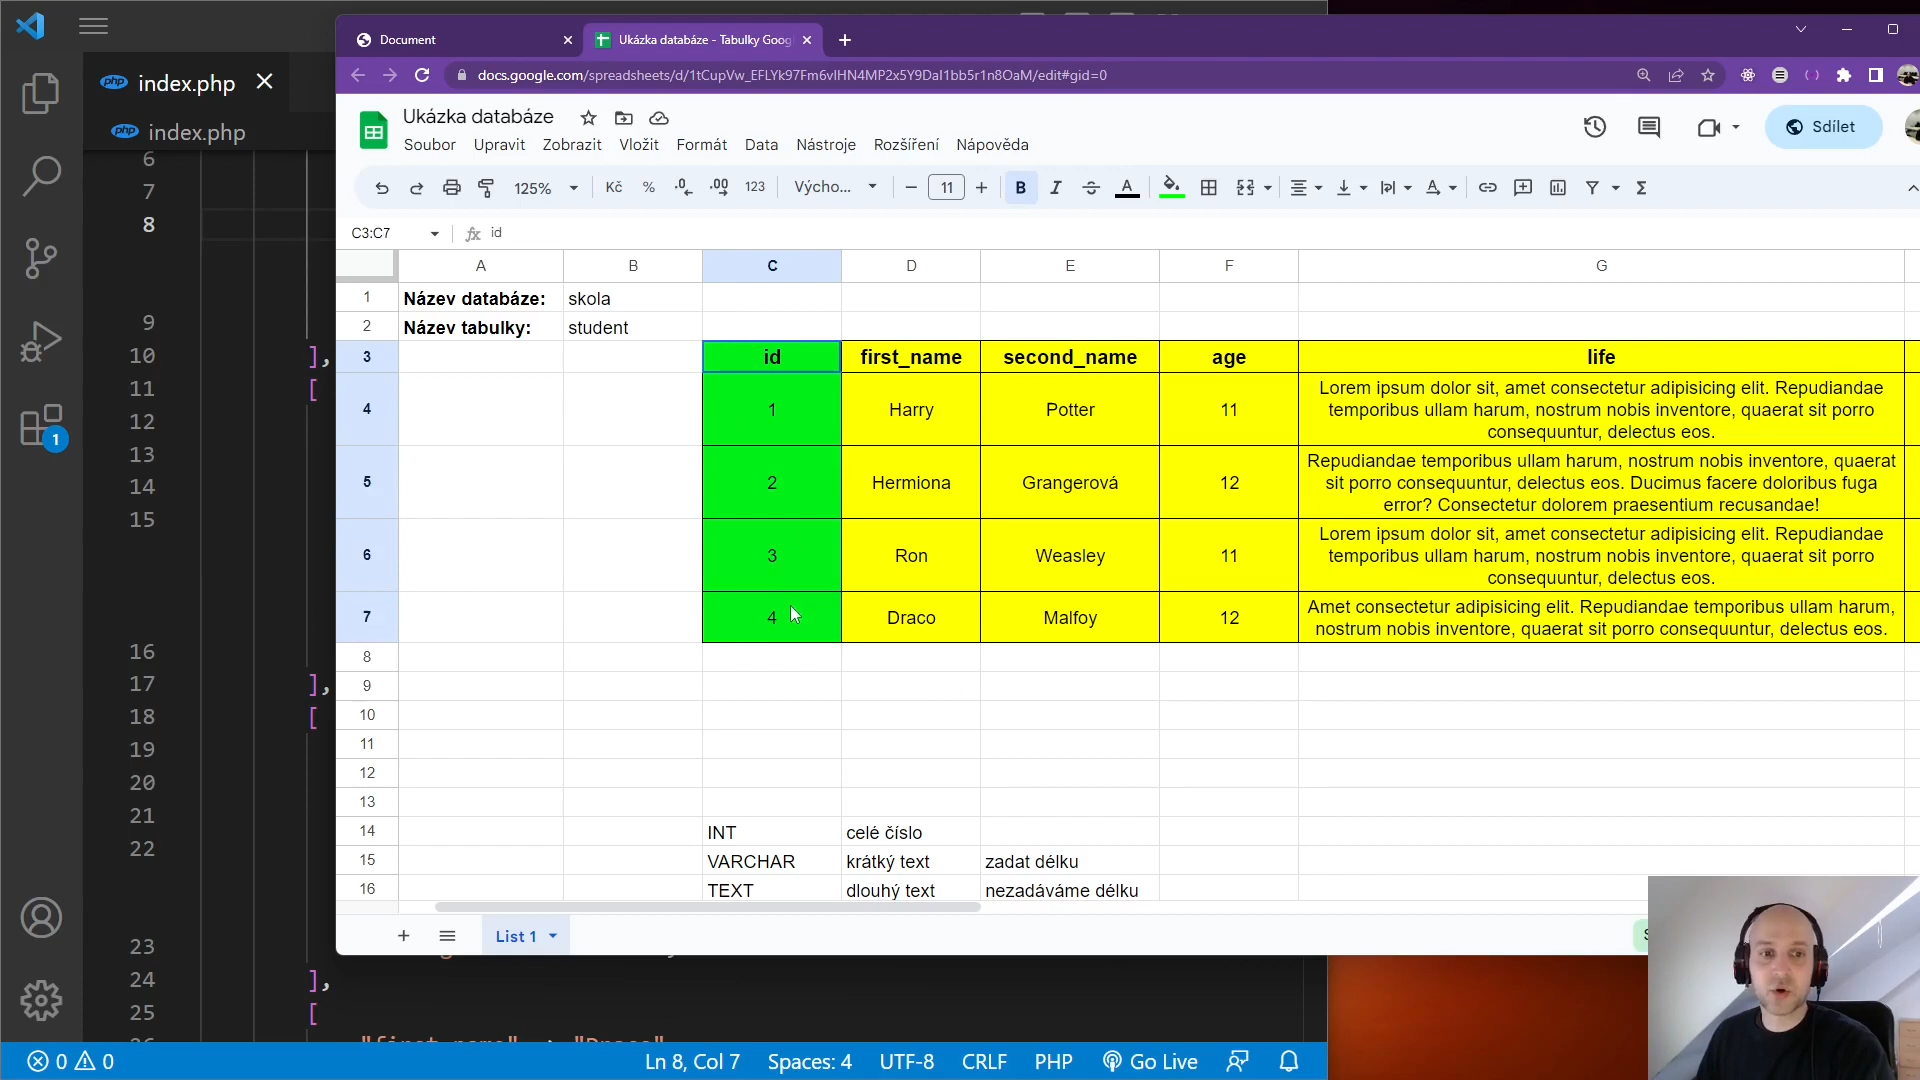 Document
Ukázka databáze - Tabulky Goog
index.php
docs.google.com/spreadsheets/d/1tCupVw_EFLYk97Fm6vIHN4MP2x5Y9DaI1bb5r1n8OaM/edit#gid=0
index.php
Ukázka databáze
Soubor Upravit Zobrazit Vložit Formát Data Nástroje Rozšíření Nápověda
Sdílet
125% Kč % .0 .00 123 Výcho... 11 B I A
C3:C7 fx id
A B C D E F G
1 Název databáze: skola
2 Název tabulky: student
3 id first_name second_name age life
4 1 Harry Potter 11 Lorem ipsum dolor sit, amet consectetur adipisicing elit. Repudiandae
temporibus ullam harum, nostrum nobis inventore, quaerat sit porro
consequuntur, delectus eos.
5 2 Hermiona Grangerová 12 Repudiandae temporibus ullam harum, nostrum nobis inventore, quaerat
sit porro consequuntur, delectus eos. Ducimus facere doloribus fuga
error? Consectetur dolorem praesentium recusandae!
6 3 Ron Weasley 11 Lorem ipsum dolor sit, amet consectetur adipisicing elit. Repudiandae
temporibus ullam harum, nostrum nobis inventore, quaerat sit porro
consequuntur, delectus eos.
7 4 Draco Malfoy 12 Amet consectetur adipisicing elit. Repudiandae temporibus ullam harum,
nostrum nobis inventore, quaerat sit porro consequuntur, delectus eos.
8
9
10
11
12
13
14 INT celé číslo
15 VARCHAR krátký text zadat délku
16 TEXT dlouhý text nezadáváme délku
List 1
6
7
8
9
10 ],
11 [
12
13
14
15
16
17 ],
18 [
19
20
21
22
23
24 ],
25 [
1
0 0 Ln 8, Col 7 Spaces: 4 UTF-8 CRLF PHP Go Live